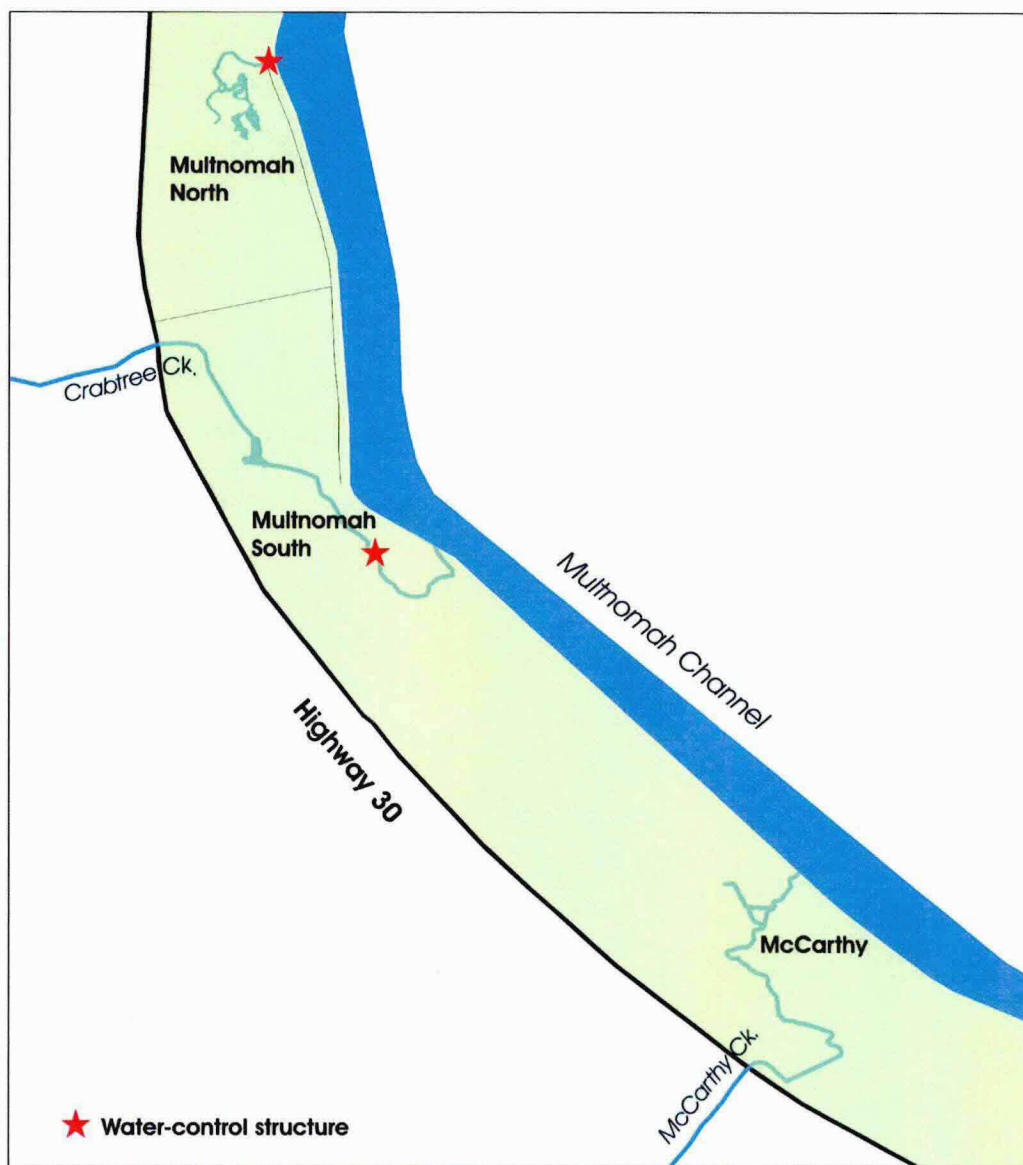 Multnomah
North
Crabtree Ck.
Multnomah
South
Multnomah Channel
Highway 30
McCarthy
McCarthy Ck.
Water-control structure